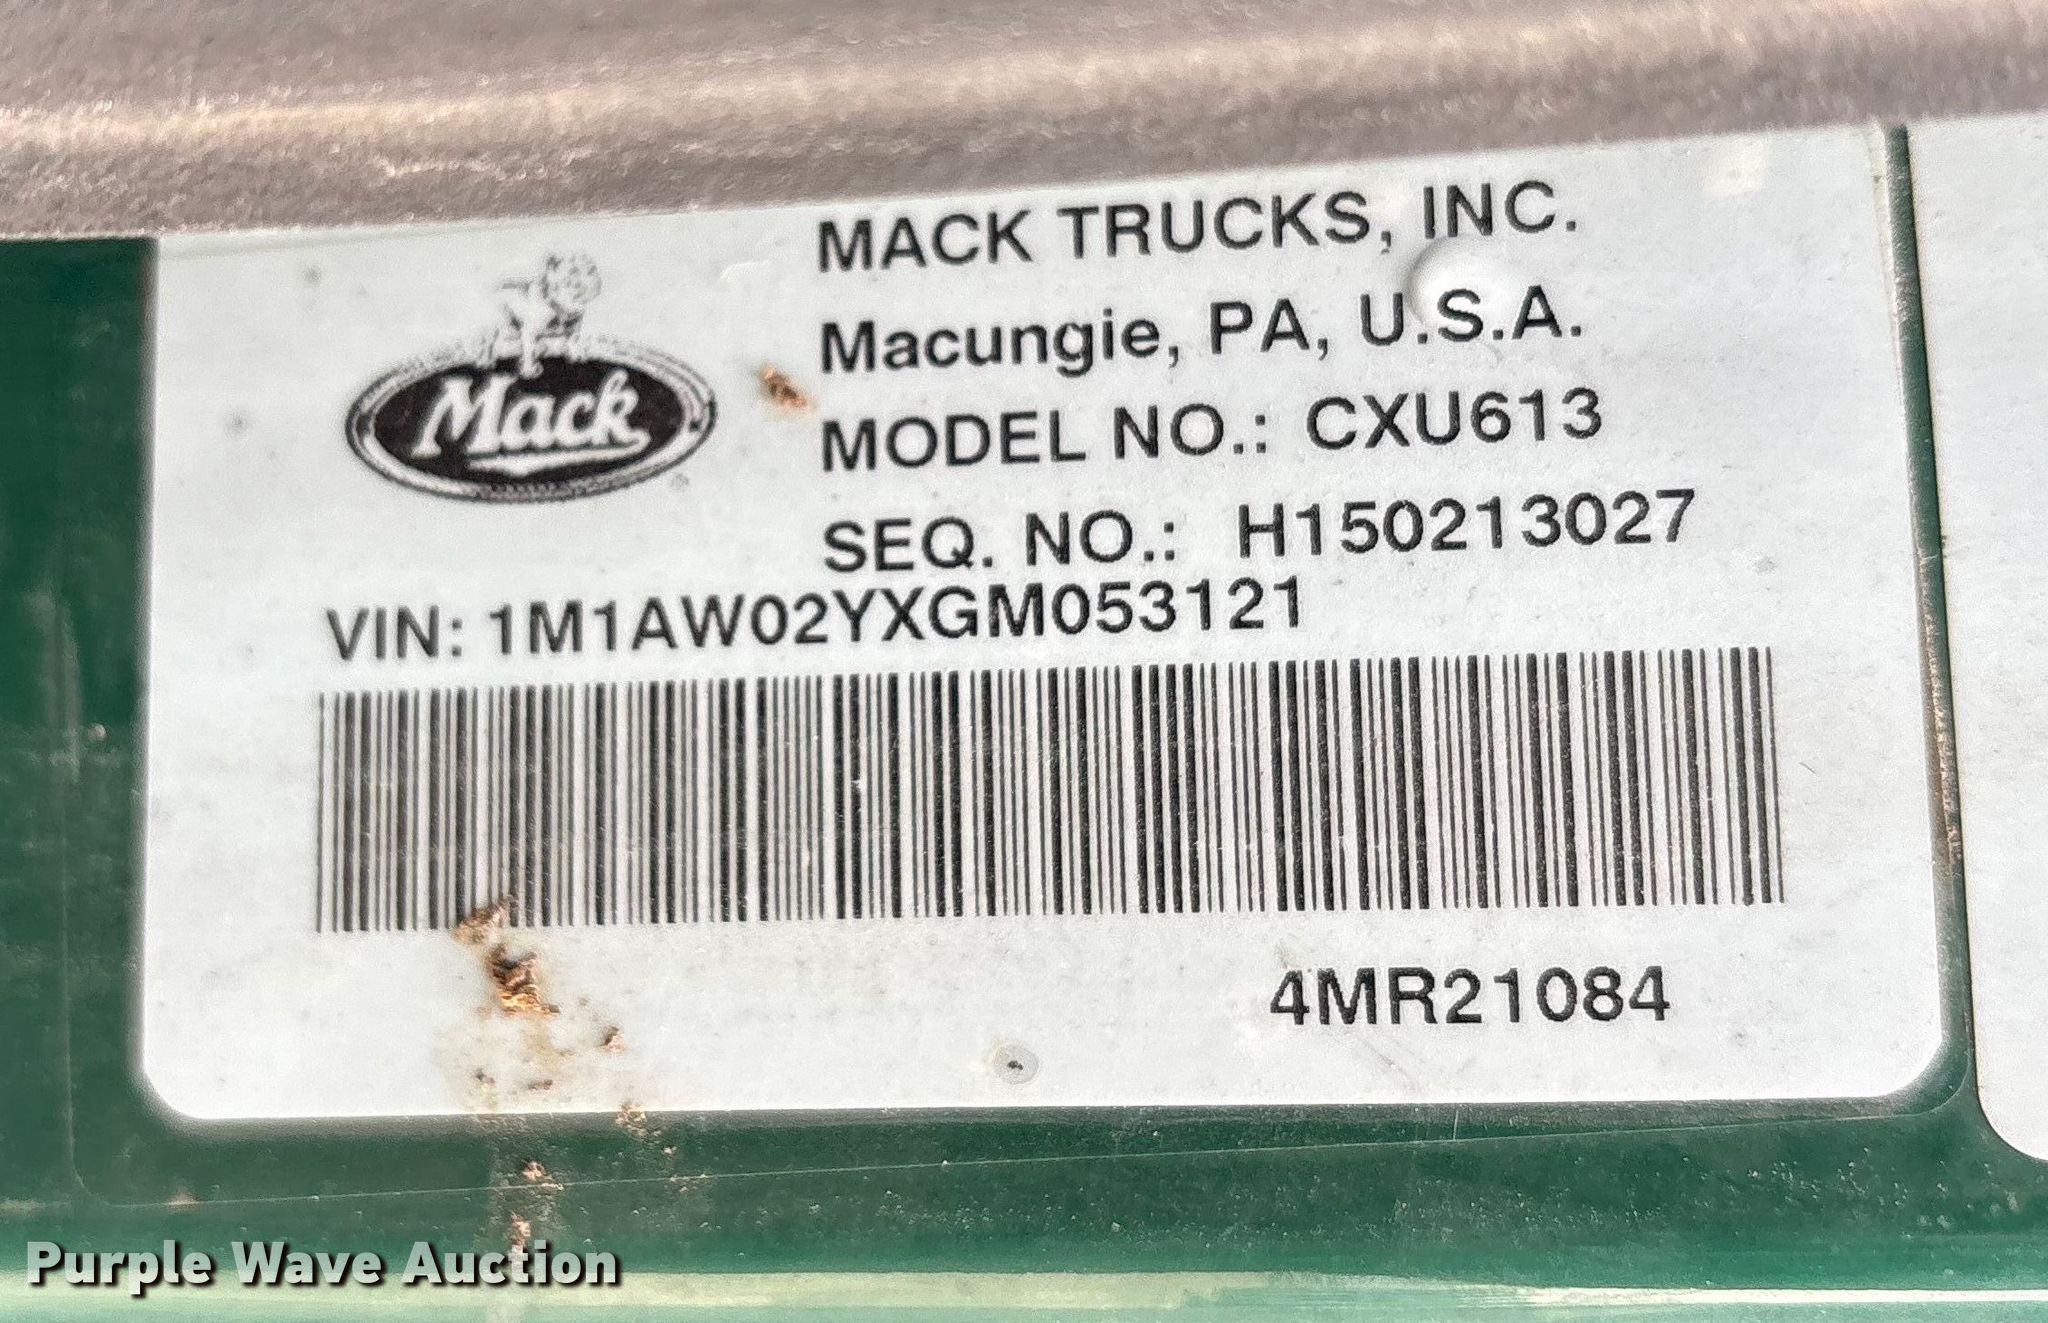 MACK TRUCKS, INC.
Macungie, PA, U.S.A.
Mack
MODEL NO.: CXU613
SEQ. NO.: H150213027
VIN: 1M1AW02YXGM053121
4MR21084
Purple Wave Auction